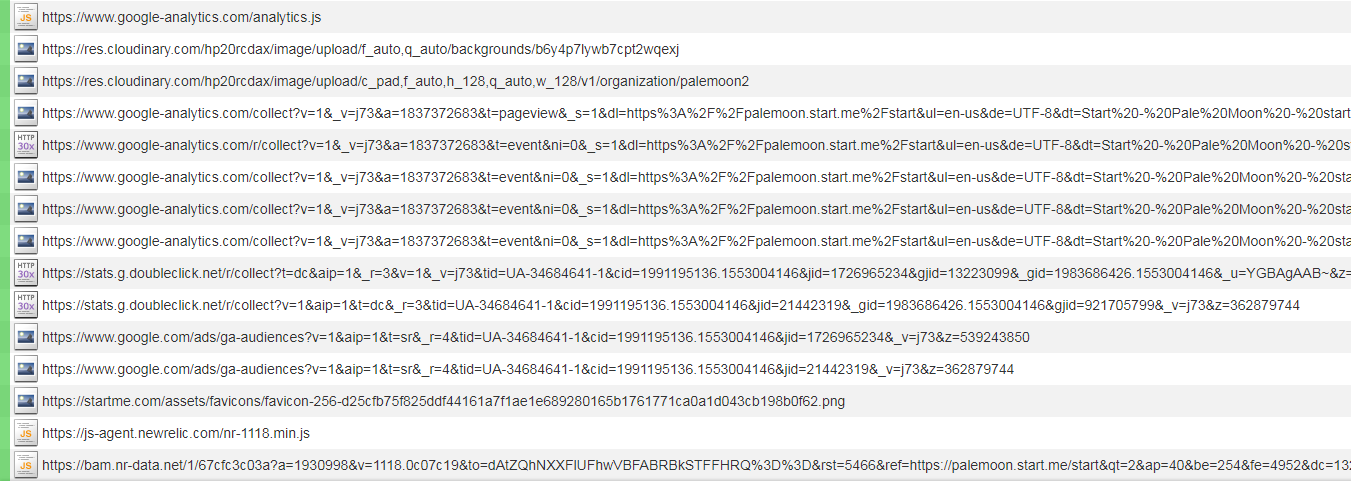 JS https://www.google-analytics.com/analytics.js
https://res.cloudinary.com/hp20rcdax/image/upload/f_auto,q_auto/backgrounds/b6y4p7lywb7cpt2wqexj
https://res.cloudinary.com/hp20rcdax/image/upload/c_pad,f_auto,h_128,q_auto,w_128/v1/organization/palemoon2
https://www.google-analytics.com/collect?v=1&_v=j73&a=1837372683&t=pageview&_s=1&dl=https%3A%2F%2Fpalemoon.start.me%2Fstart&ul=en-us&de=UTF-8&dt=Start%20-%20Pale%20Moon%20-%20start
HTTP 30x https://www.google-analytics.com/r/collect?v=1&_v=j73&a=1837372683&t=event&ni=0&_s=1&dl=https%3A%2F%2Fpalemoon.start.me%2Fstart&ul=en-us&de=UTF-8&dt=Start%20-%20Pale%20Moon%20-%20s
https://www.google-analytics.com/collect?v=1&_v=j73&a=1837372683&t=event&ni=0&_s=1&dl=https%3A%2F%2Fpalemoon.start.me%2Fstart&ul=en-us&de=UTF-8&dt=Start%20-%20Pale%20Moon%20-%20sta
https://www.google-analytics.com/collect?v=1&_v=j73&a=1837372683&t=event&ni=0&_s=1&dl=https%3A%2F%2Fpalemoon.start.me%2Fstart&ul=en-us&de=UTF-8&dt=Start%20-%20Pale%20Moon%20-%20sta
https://www.google-analytics.com/collect?v=1&_v=j73&a=1837372683&t=event&ni=0&_s=1&dl=https%3A%2F%2Fpalemoon.start.me%2Fstart&ul=en-us&de=UTF-8&dt=Start%20-%20Pale%20Moon%20-%20sta
HTTP 30x https://stats.g.doubleclick.net/r/collect?t=dc&aip=1&_r=3&v=1&_v=j73&tid=UA-34684641-1&cid=1991195136.1553004146&jid=1726965234&gjid=13223099&_gid=1983686426.1553004146&_u=YGBAgAAB~&z=
HTTP 30x https://stats.g.doubleclick.net/r/collect?v=1&aip=1&t=dc&_r=3&tid=UA-34684641-1&cid=1991195136.1553004146&jid=21442319&_gid=1983686426.1553004146&gjid=921705799&_v=j73&z=362879744
https://www.google.com/ads/ga-audiences?v=1&aip=1&t=sr&_r=4&tid=UA-34684641-1&cid=1991195136.1553004146&jid=1726965234&_v=j73&z=539243850
https://www.google.com/ads/ga-audiences?v=1&aip=1&t=sr&_r=4&tid=UA-34684641-1&cid=1991195136.1553004146&jid=21442319&_v=j73&z=362879744
https://startme.com/assets/favicons/favicon-256-d25cfb75f825ddf44161a7f1ae1e689280165b1761771ca0a1d043cb198b0f62.png
JS https://js-agent.newrelic.com/nr-1118.min.js
JS https://bam.nr-data.net/1/67cfc3c03a?a=1930998&v=1118.0c07c19&to=dAtZQhNXXFlUFhwVBFABRBkSTFFHRQ%3D%3D&rst=5466&ref=https://palemoon.start.me/start&qt=2&ap=40&be=254&fe=4952&dc=132